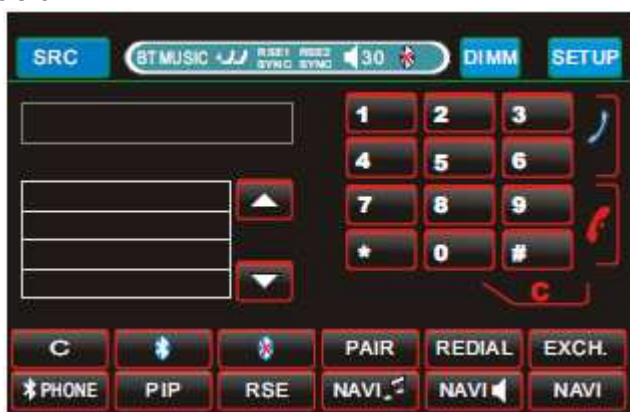 SRC BT MUSIC RSE1 SYNC RSE2 SYNC 30 DIMM SETUP
1 2 3
4 5 6
7 8 9
* 0 #
C
C PAIR REDIAL EXCH.
PHONE PIP RSE NAVI NAVI NAVI